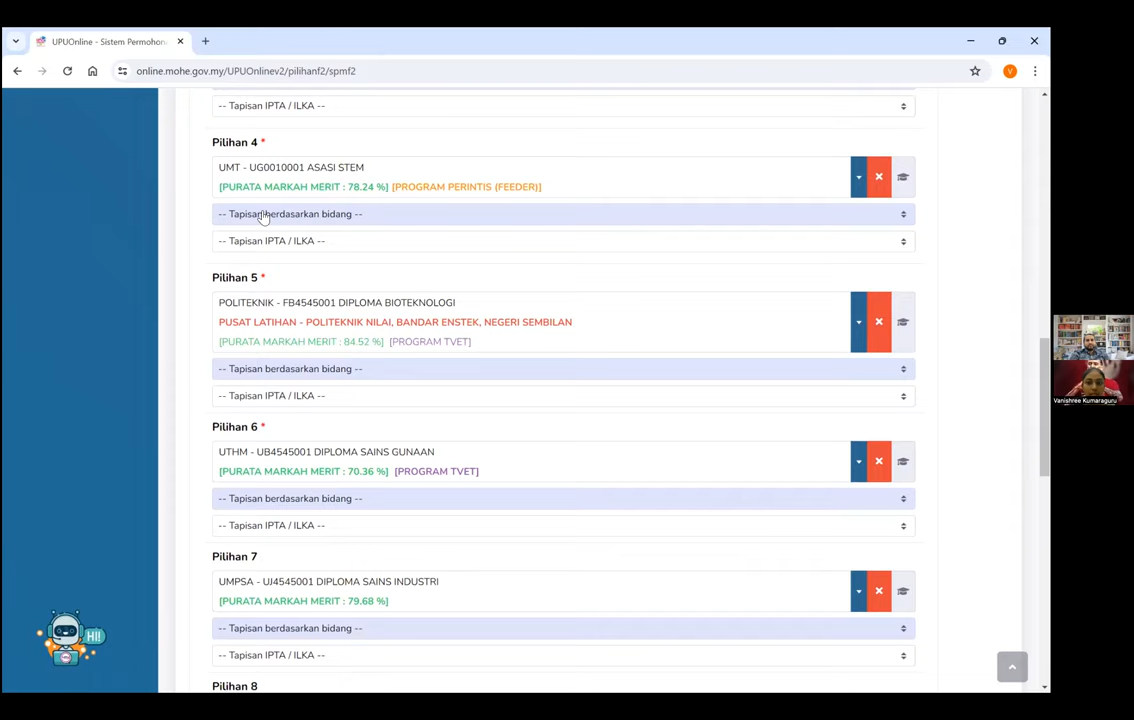 UPUOnline - Sistem Permohon
online.mohe.gov.my/UPUOnlinev2/pilihanf2/spmf2
V
-- Tapisan IPTA / ILKA --
Pilihan 4 *
UMT - UG0010001 ASASI STEM
[PURATA MARKAH MERIT : 78.24 %] [PROGRAM PERINTIS (FEEDER)]
-- Tapisan berdasarkan bidang --
-- Tapisan IPTA / ILKA --
Pilihan 5 *
POLITEKNIK - FB4545001 DIPLOMA BIOTEKNOLOGI
PUSAT LATIHAN - POLITEKNIK NILAI, BANDAR ENSTEK, NEGERI SEMBILAN
[PURATA MARKAH MERIT : 84.52 %] [PROGRAM TVET]
-- Tapisan berdasarkan bidang --
-- Tapisan IPTA / ILKA --
Vanishree Kumaraguru
Pilihan 6 *
UTHM - UB4545001 DIPLOMA SAINS GUNAAN
[PURATA MARKAH MERIT : 70.36 %] [PROGRAM TVET]
-- Tapisan berdasarkan bidang --
-- Tapisan IPTA / ILKA --
Pilihan 7
UMPSA - UJ4545001 DIPLOMA SAINS INDUSTRI
[PURATA MARKAH MERIT : 79.68 %]
-- Tapisan berdasarkan bidang --
HI!
-- Tapisan IPTA / ILKA --
Pilihan 8